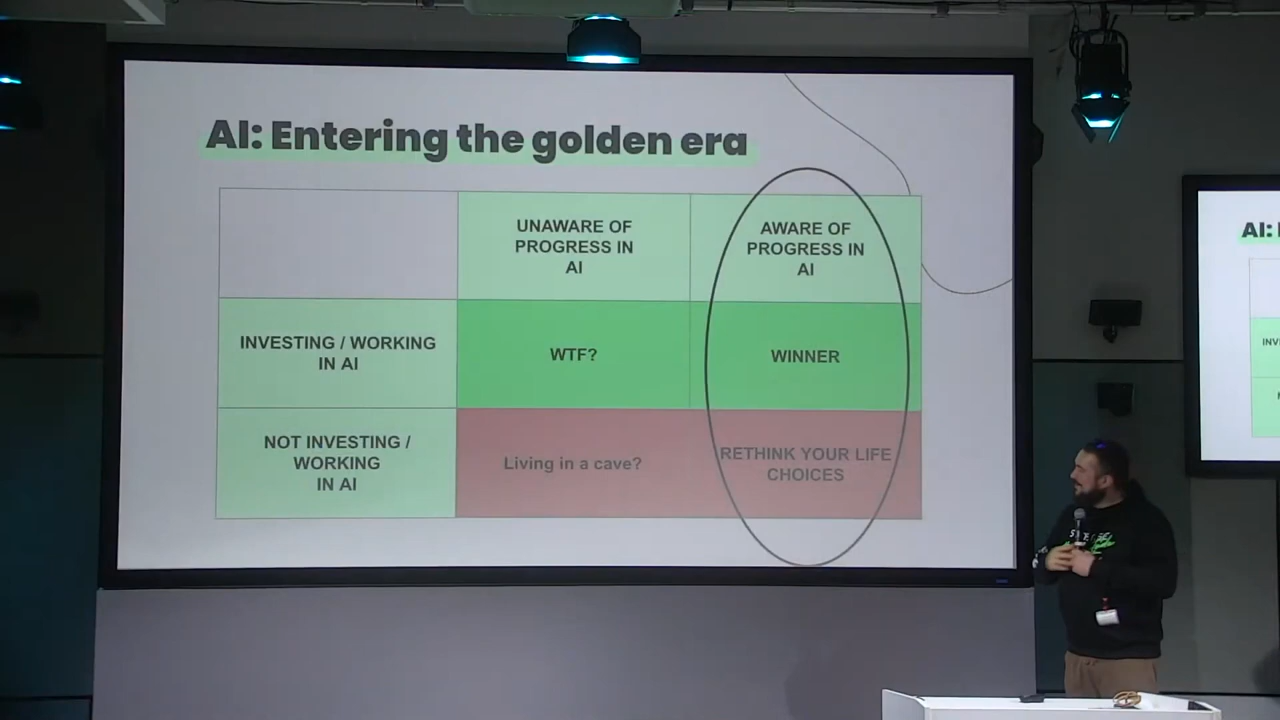 AI: Entering the golden era
UNAWARE OF
PROGRESS IN
AI
AWARE OF
PROGRESS IN
AI
INVESTING / WORKING
IN AI
WTF?
WINNER
NOT INVESTING /
WORKING
IN AI
Living in a cave?
RETHINK YOUR LIFE
CHOICES
AI: